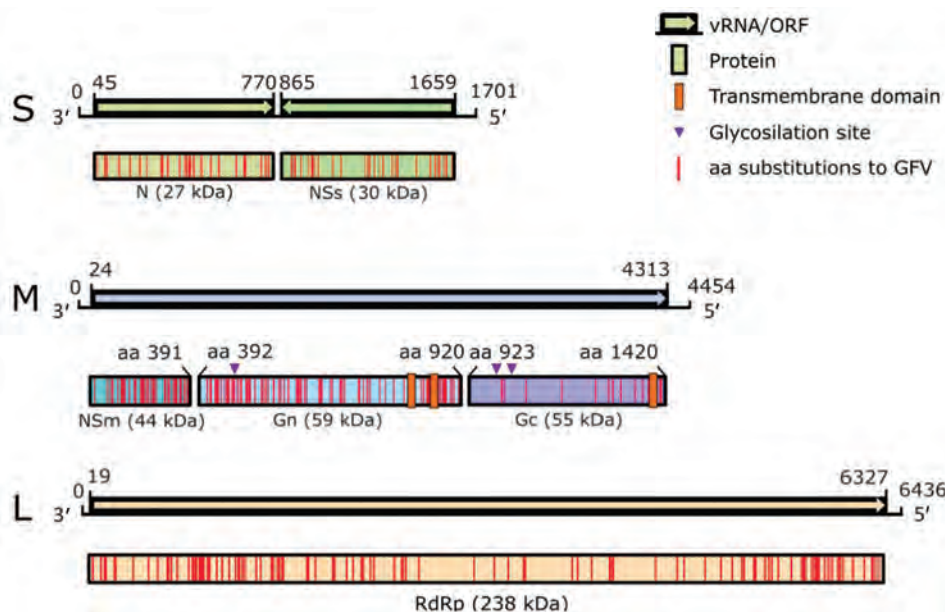 vRNA/ORF
Protein
Transmembrane domain
Glycosilation site
aa substitutions to GFV
S
0 45 770 865 1659 1701
3′ 5′
N (27 kDa) NSs (30 kDa)
M
0 24 4313 4454
3′ 5′
aa 391 aa 392 aa 920 aa 923 aa 1420
NSm (44 kDa) Gn (59 kDa) Gc (55 kDa)
L
0 19 6327 6436
3′ 5′
RdRp (238 kDa)